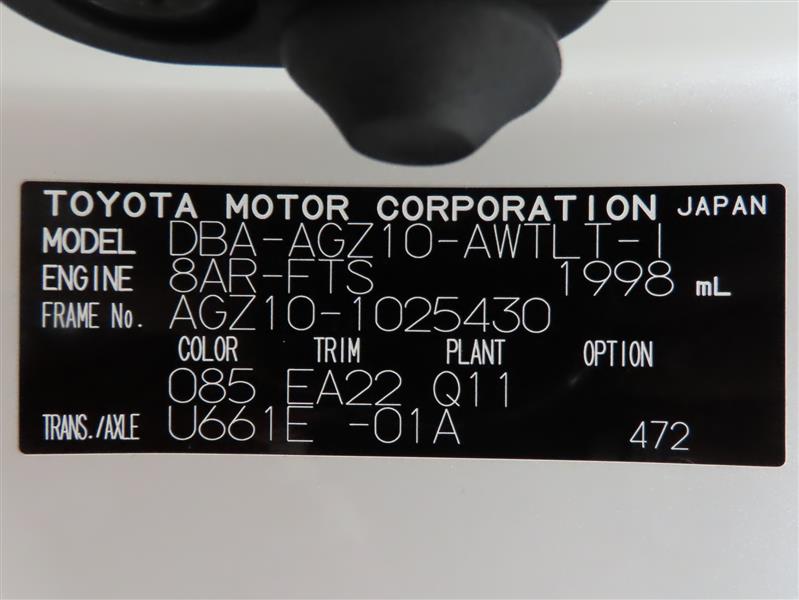 TOYOTA MOTOR CORPORATION JAPAN
MODEL DBA-AGZ10-AWTLT-I
ENGINE 8AR-FTS 1998 mL
FRAME No. AGZ10-1025430
COLOR TRIM PLANT OPTION
085 EA22 Q11
TRANS./AXLE U661E -01A 472